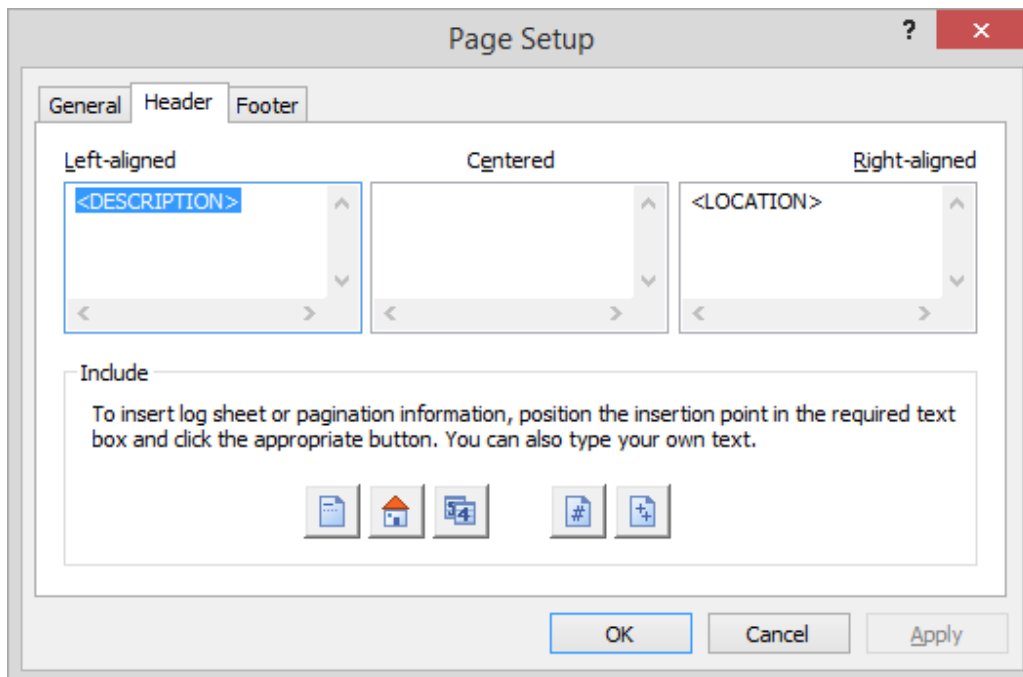 Page Setup
?
General Header Footer
Left-aligned Centered Right-aligned
<DESCRIPTION> <LOCATION>
Include
To insert log sheet or pagination information, position the insertion point in the required text
box and click the appropriate button. You can also type your own text.
54 #
OK Cancel Apply